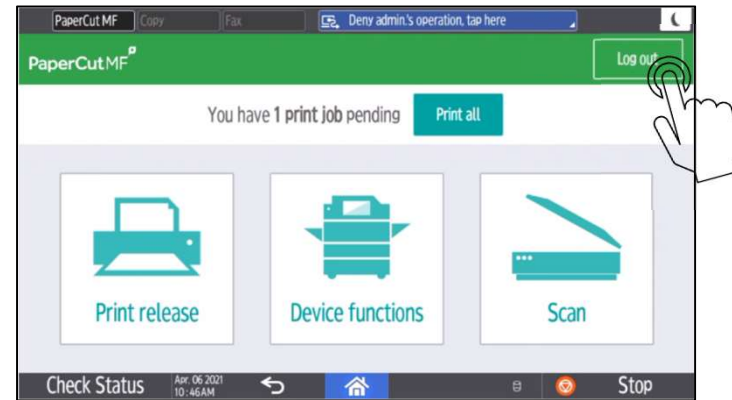 PaperCut MF Copy Fax Deny admin.'s operation, tap here
PaperCutMF Log out
You have 1 print job pending Print all
Print release Device functions Scan
Check Status Apr. 06 2021 Stop
10:46AM